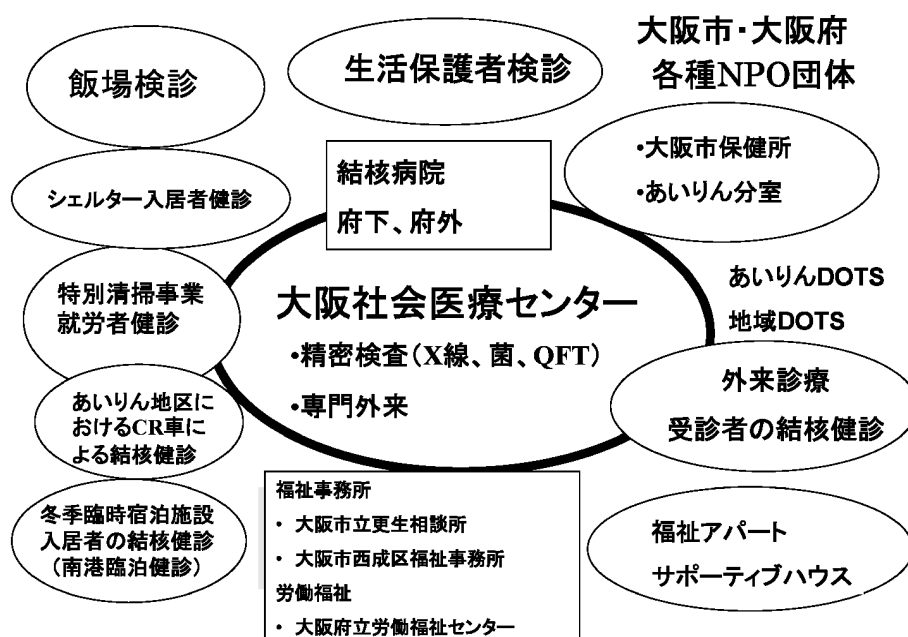 飯場検診
生活保護者検診
大阪市・大阪府
各種NPO団体
・大阪市保健所
・あいりん分室
シェルター入居者健診
結核病院
府下、府外
特別清掃事業
就労者健診
大阪社会医療センター
・精密検査(X線、菌、QFT)
・専門外来
あいりんDOTS
地域DOTS
外来診療
受診者の結核健診
あいりん地区に
おけるCR車に
よる結核健診
冬季臨時宿泊施設
入居者の結核健診
(南港臨泊健診)
福祉事務所
・ 大阪市立更生相談所
・ 大阪市西成区福祉事務所
労働福祉
・ 大阪府立労働福祉センター
福祉アパート
サポーティブハウス